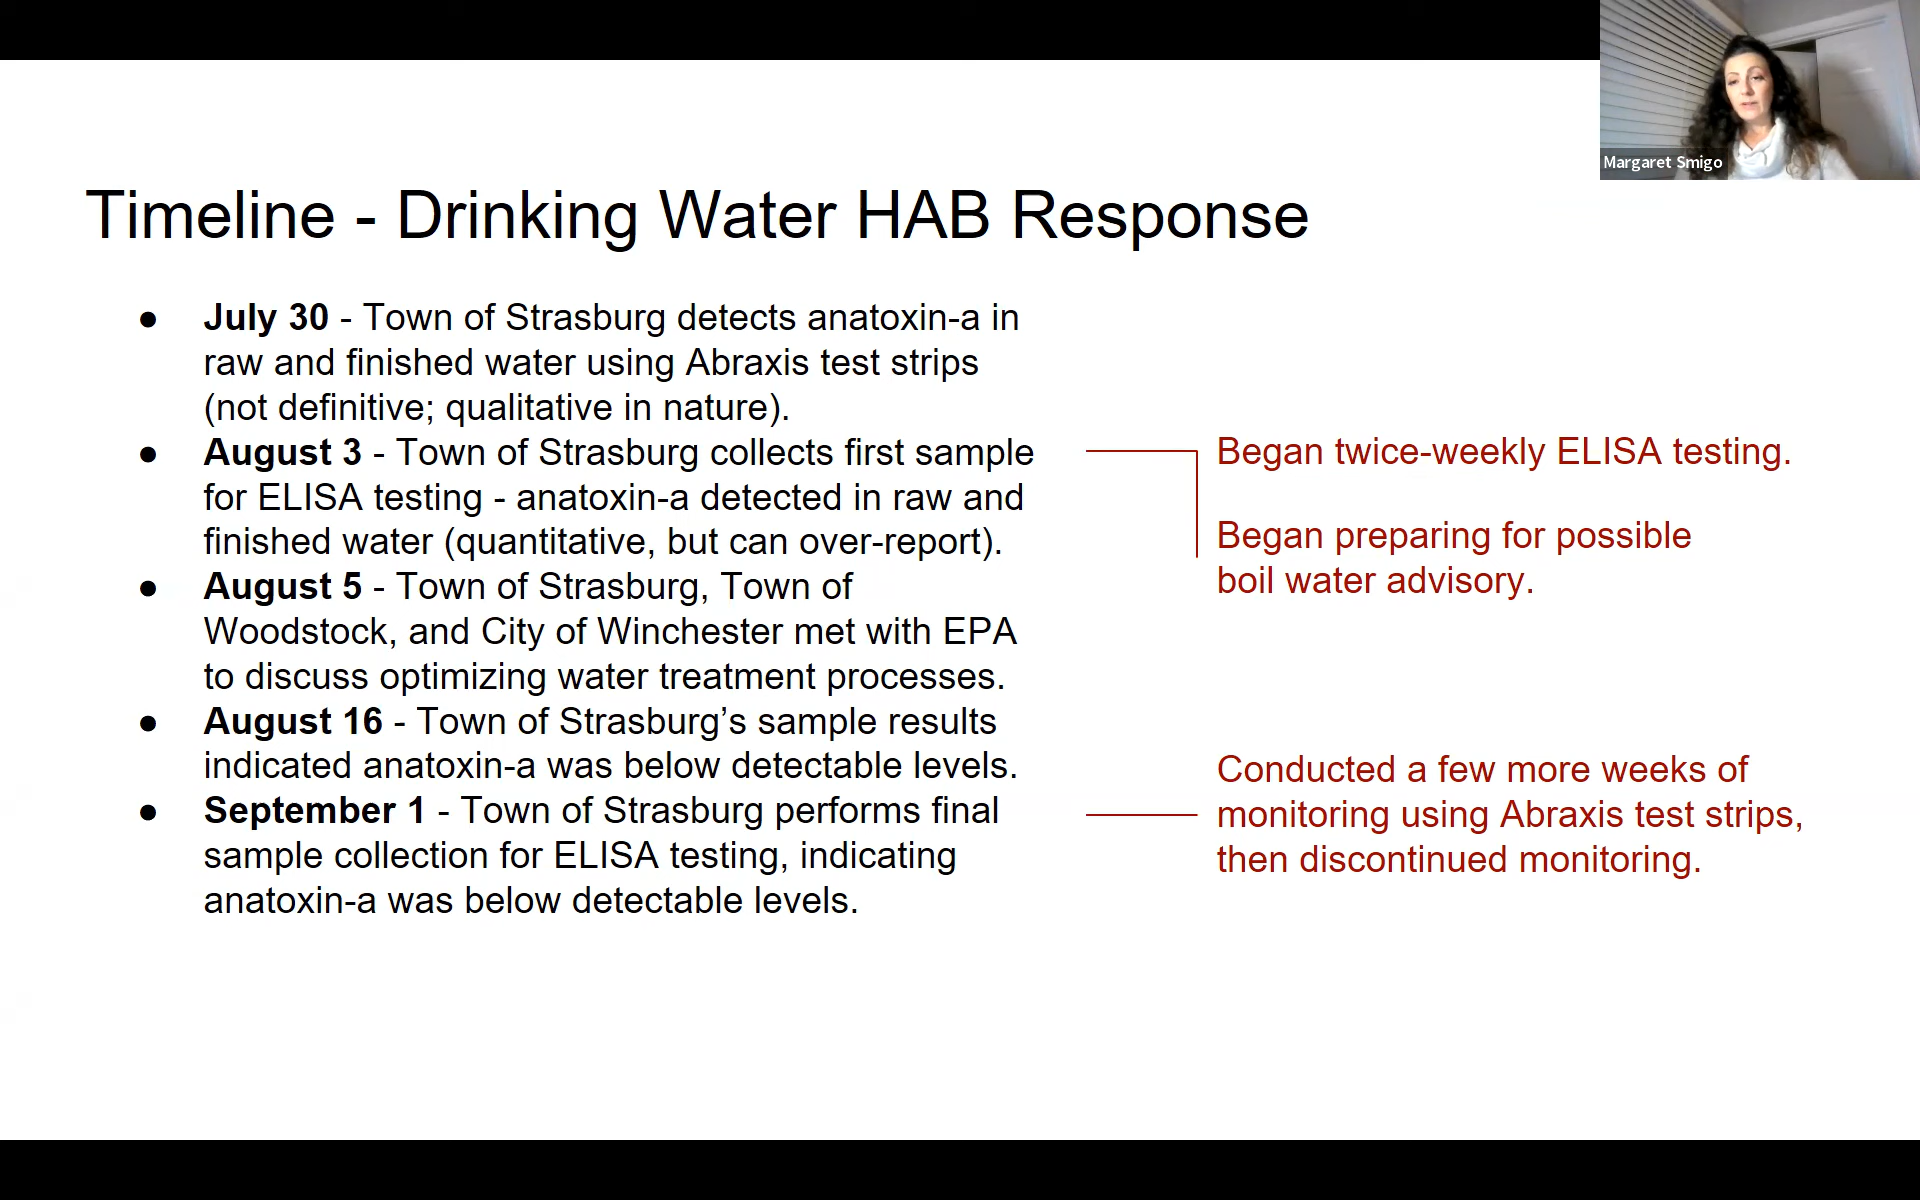 Margaret Smigo
Timeline - Drinking Water HAB Response
● July 30 - Town of Strasburg detects anatoxin-a in
raw and finished water using Abraxis test strips
(not definitive; qualitative in nature).
● August 3 - Town of Strasburg collects first sample
for ELISA testing - anatoxin-a detected in raw and
finished water (quantitative, but can over-report).
● August 5 - Town of Strasburg, Town of
Woodstock, and City of Winchester met with EPA
to discuss optimizing water treatment processes.
● August 16 - Town of Strasburg’s sample results
indicated anatoxin-a was below detectable levels.
● September 1 - Town of Strasburg performs final
sample collection for ELISA testing, indicating
anatoxin-a was below detectable levels.
Began twice-weekly ELISA testing.
Began preparing for possible
boil water advisory.
Conducted a few more weeks of
monitoring using Abraxis test strips,
then discontinued monitoring.